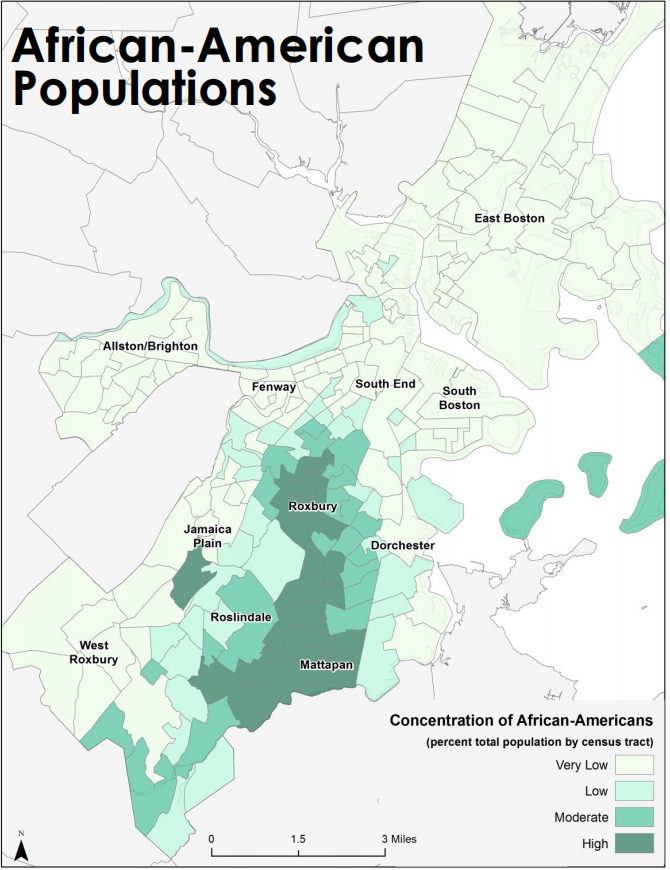 African-American
Populations
East Boston
Allston/Brighton
Fenway
South End
South
Boston
Roxbury
Jamaica
Plain
Dorchester
Roslindale
West
Roxbury
Mattapan
Concentration of African-Americans
(percent total population by census tract)
Very Low
Low
Moderate
High
N
0 1.5 3 Miles